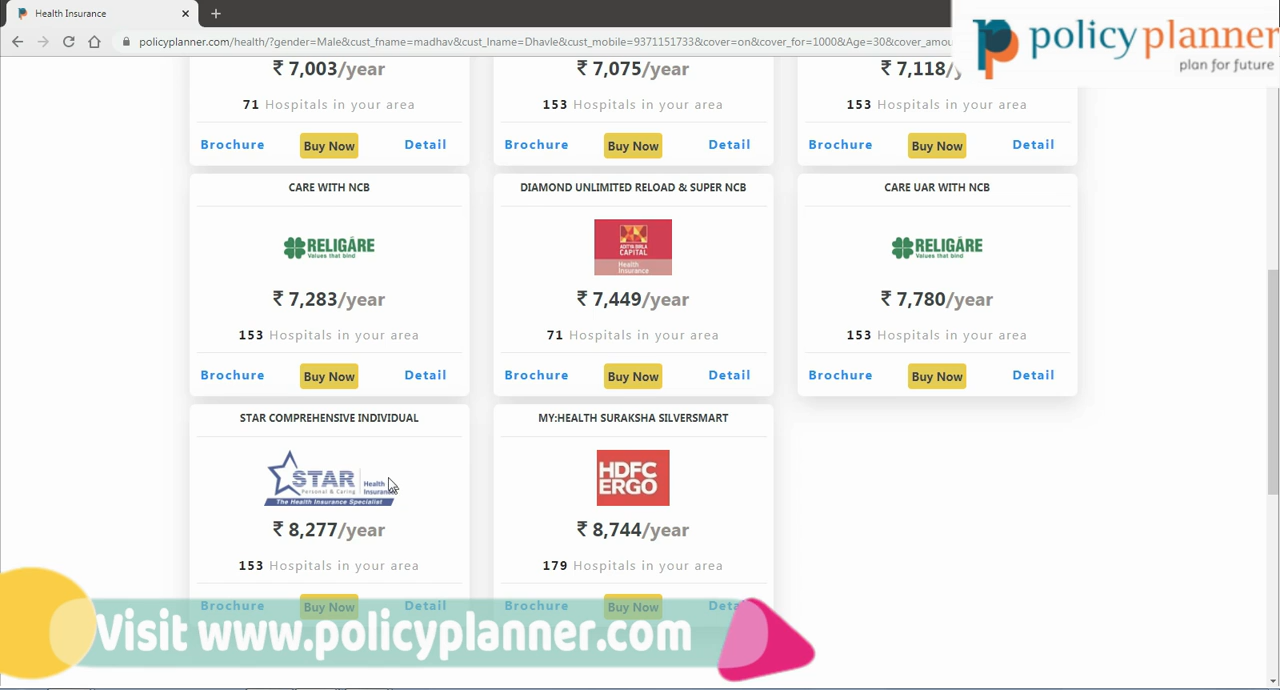 Health Insurance
policyplanner.com/health/?gender=Male&cust_fname=madhav&cust_lname=Dhavle&cust_mobile=9371151733&cover=on&cover_for=1000&Age=30&cover_amou
policy planner
plan for future
₹ 7,003/year
₹ 7,075/year
₹ 7,118/y
71 Hospitals in your area
153 Hospitals in your area
153 Hospitals in your area
Brochure Buy Now Detail
Brochure Buy Now Detail
Brochure Buy Now Detail
CARE WITH NCB
DIAMOND UNLIMITED RELOAD & SUPER NCB
CARE UAR WITH NCB
RELIGARE
Values that bind
ADITYA BIRLA
CAPITAL
Health
Insurance
RELIGARE
Values that bind
₹ 7,283/year
₹ 7,449/year
₹ 7,780/year
153 Hospitals in your area
71 Hospitals in your area
153 Hospitals in your area
Brochure Buy Now Detail
Brochure Buy Now Detail
Brochure Buy Now Detail
STAR COMPREHENSIVE INDIVIDUAL
MY:HEALTH SURAKSHA SILVERSMART
STAR Health
Personal & Caring Insurance
The Health Insurance Specialist
HDFC
ERGO
₹ 8,277/year
₹ 8,744/year
153 Hospitals in your area
179 Hospitals in your area
Brochure Buy Now Detail
Brochure Buy Now Deta
Visit www.policyplanner.com